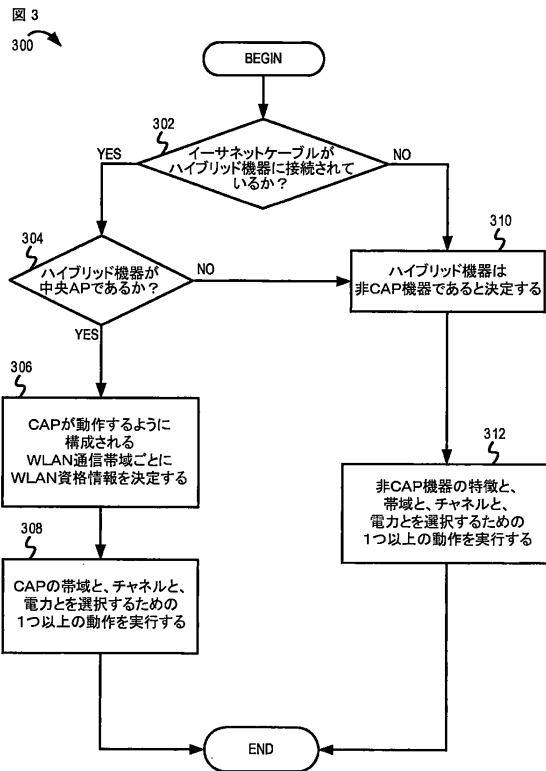 図 3
300
BEGIN
302
イーサネットケーブルが
ハイブリッド機器に接続されて
いるか？
YES
NO
304
ハイブリッド機器が
中央APであるか？
NO
YES
310
ハイブリッド機器は
非CAP機器であると決定する
306
CAPが動作するように
構成される
WLAN通信帯域ごとに
WLAN資格情報を決定する
312
非CAP機器の特徴と、
帯域と、チャネルと、
電力とを選択するための
1つ以上の動作を実行する
308
CAPの帯域と、チャネルと、
電力とを選択するための
1つ以上の動作を実行する
END